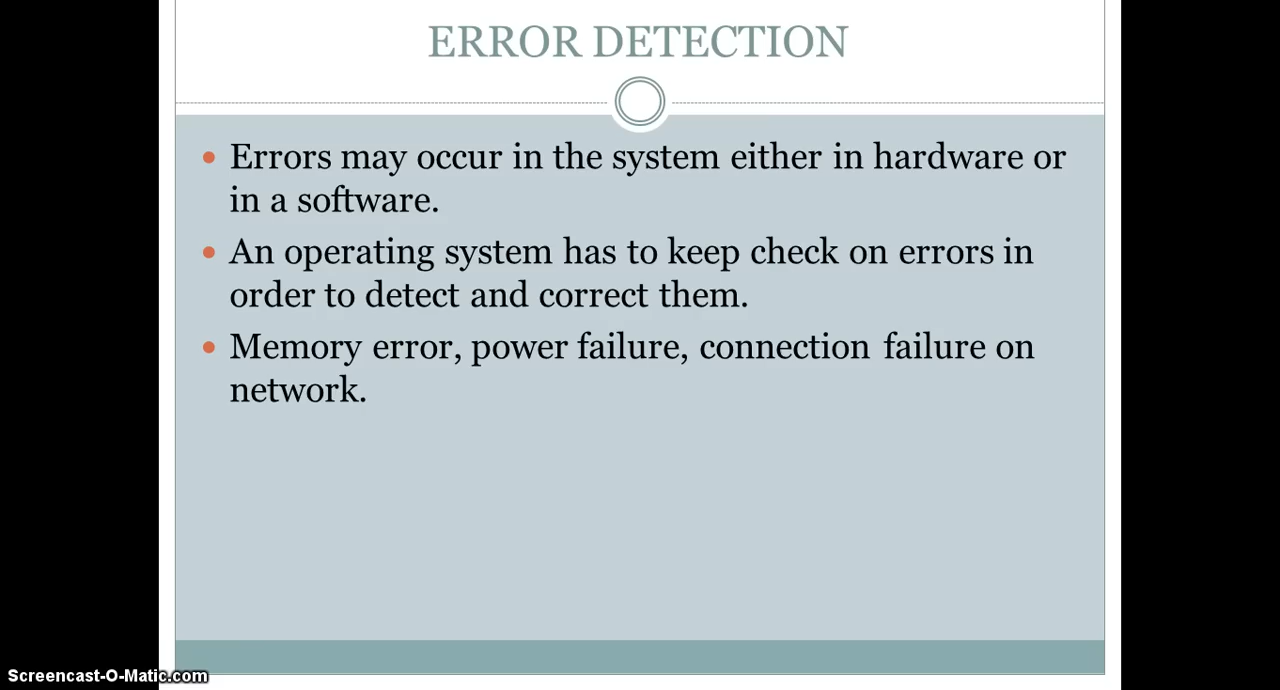 ERROR DETECTION
• Errors may occur in the system either in hardware or
in a software.
• An operating system has to keep check on errors in
order to detect and correct them.
• Memory error, power failure, connection failure on
network.
Screencast-O-Matic.com